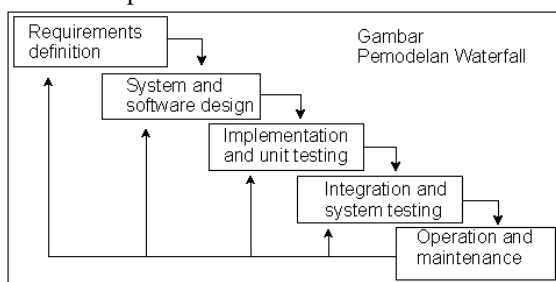 Requirements
definition
Gambar
Pemodelan Waterfall
System and
software design
Implementation
and unit testing
Integration and
system testing
Operation and
maintenance